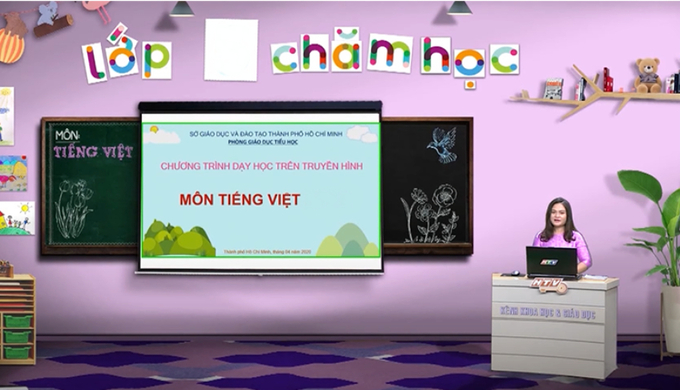 lớp chăm học
MÔN:
TIẾNG VIỆT
SỞ GIÁO DỤC VÀ ĐÀO TẠO THÀNH PHỐ HỒ CHÍ MINH
PHÒNG GIÁO DỤC TIỂU HỌC
CHƯƠNG TRÌNH DẠY HỌC TRÊN TRUYỀN HÌNH
MÔN TIẾNG VIỆT
Thành phố Hồ Chí Minh, tháng 04 năm 2020
HTV
HTV
KÊNH KHOA HỌC & GIÁO DỤC